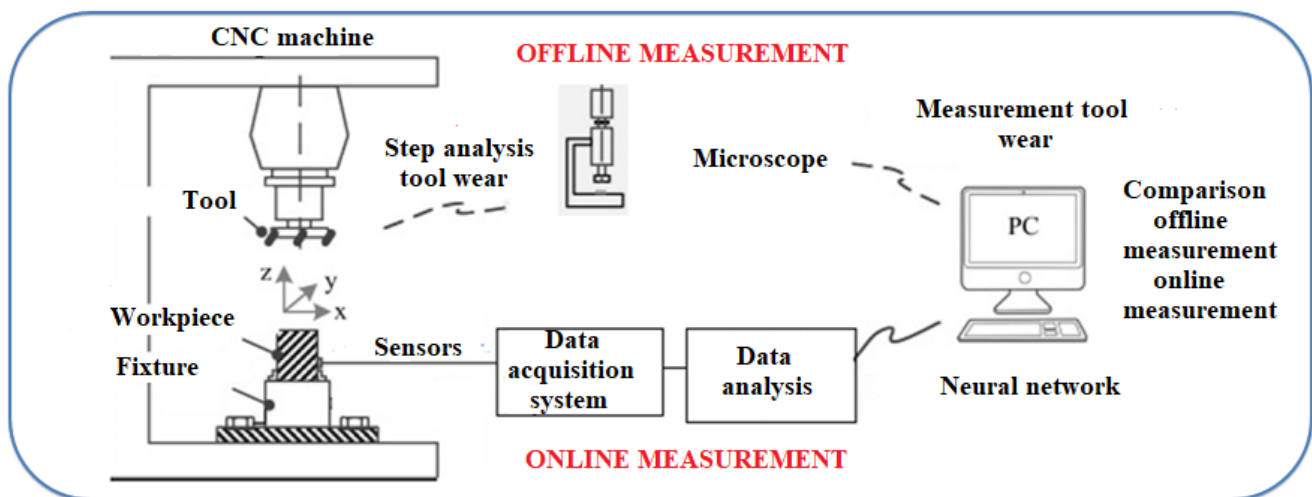 CNC machine
OFFLINE MEASUREMENT
Step analysis
tool wear
Microscope
Measurement tool
wear
Tool
PC
Comparison
offline
measurement
online
measurement
z
y
x
Workpiece
Fixture
Sensors
Data
acquisition
system
Data
analysis
Neural network
ONLINE MEASUREMENT